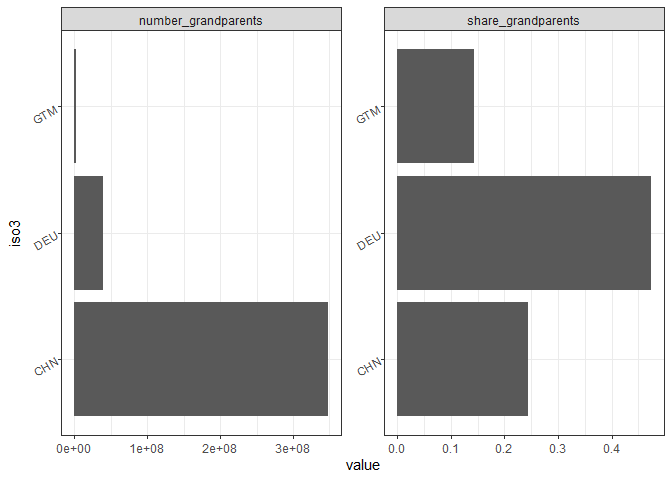 number_grandparents
share_grandparents
iso3
GTM
DEU
CHN
GTM
DEU
CHN
0e+00 1e+08 2e+08 3e+08
0.0 0.1 0.2 0.3 0.4
value